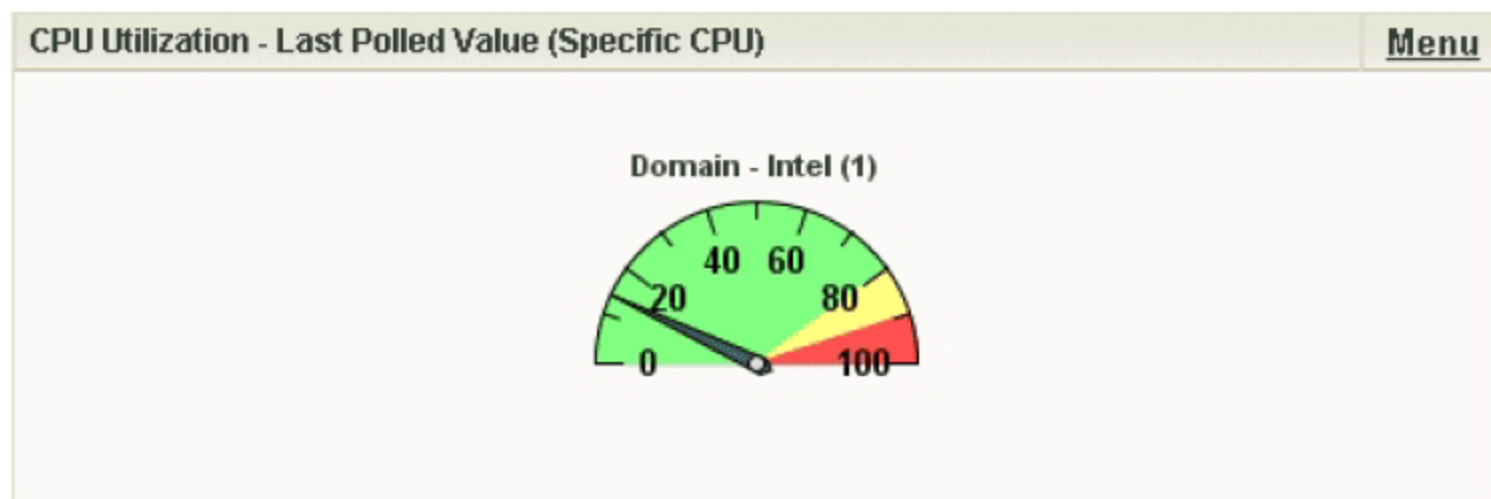 CPU Utilization - Last Polled Value (Specific CPU) Menu
Domain - Intel (1)
40 60
20 80
0 100